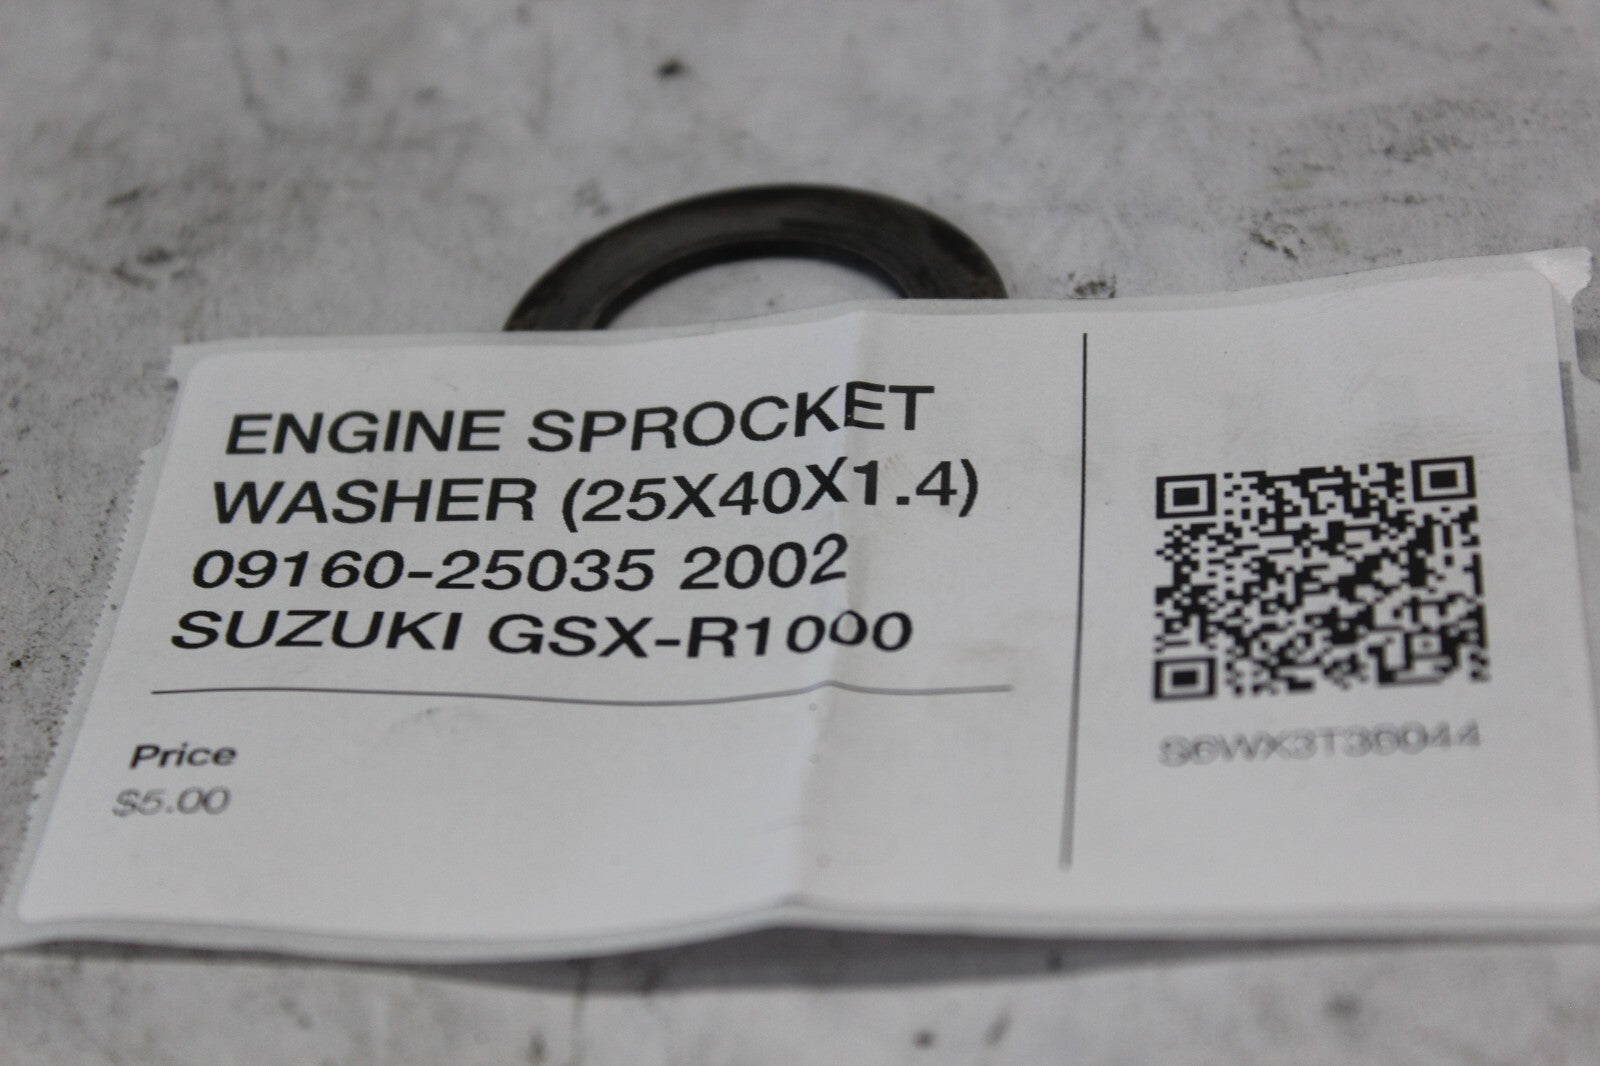 ENGINE SPROCKET
WASHER (25X40X1.4)
09160-25035 2002
SUZUKI GSX-R1000
Price
$5.00
S6WX3T36044